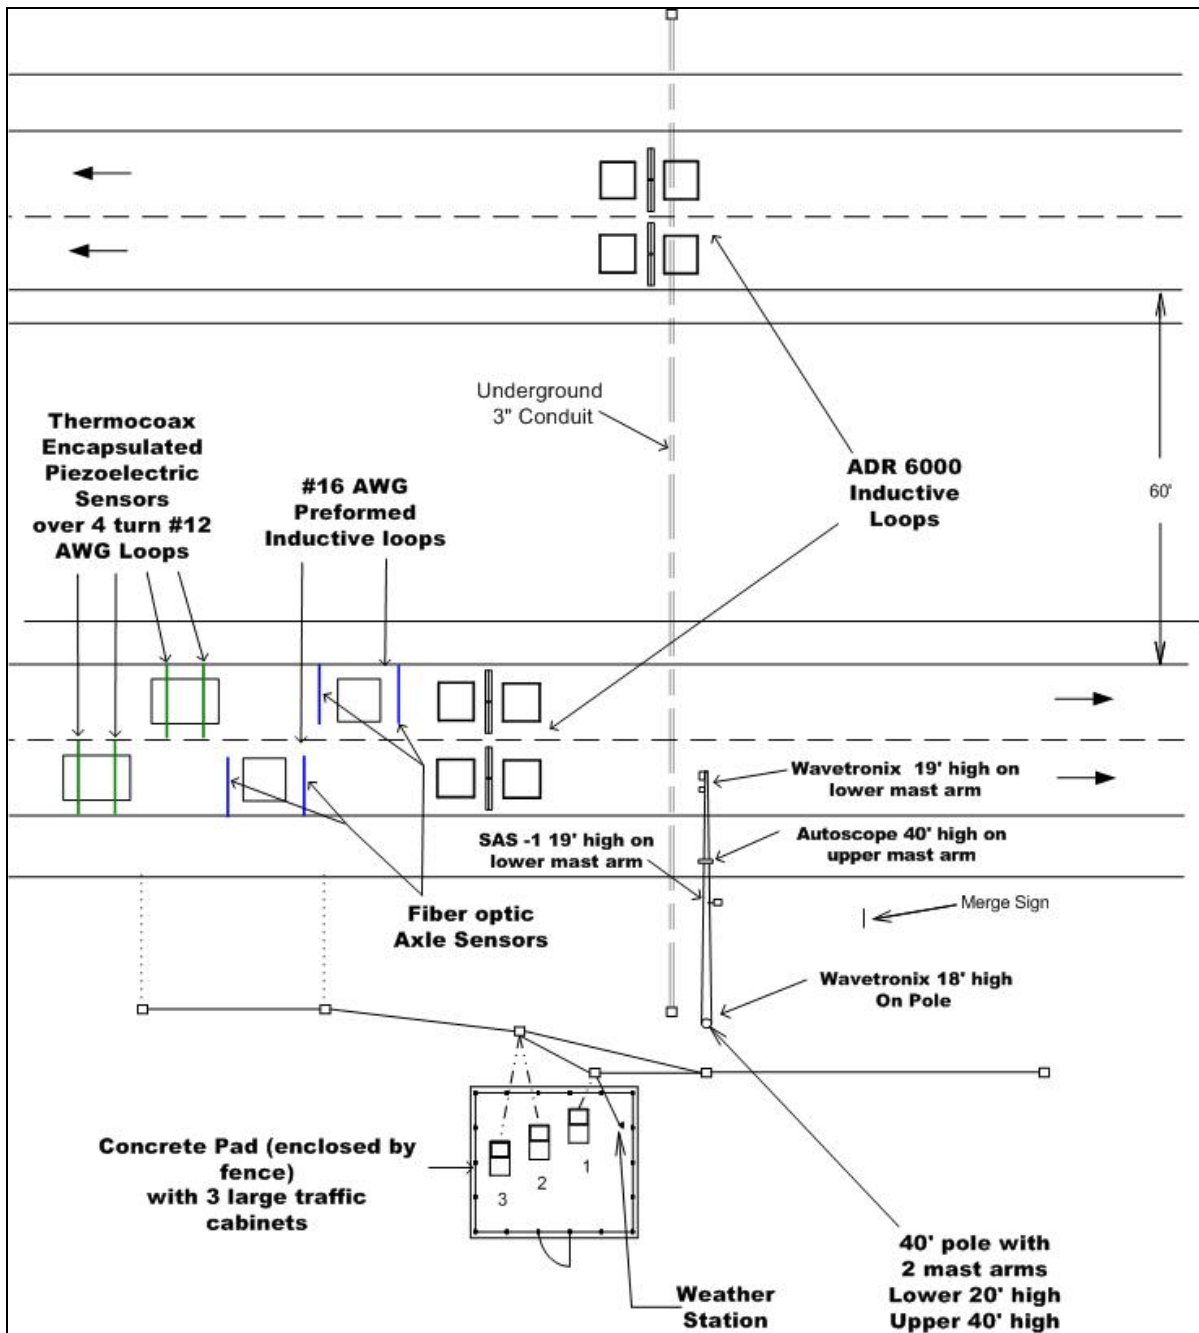 Underground
3" Conduit
Thermocoax
Encapsulated
Piezoelectric
Sensors
over 4 turn #12
AWG Loops
#16 AWG
Preformed
Inductive loops
ADR 6000
Inductive
Loops
60'
Wavetronix 19' high on
lower mast arm
SAS -1 19' high on
lower mast arm
Autoscope 40' high on
upper mast arm
Merge Sign
Fiber optic
Axle Sensors
Wavetronix 18' high
On Pole
Concrete Pad (enclosed by
fence)
with 3 large traffic
cabinets
1
2
3
40' pole with
2 mast arms
Lower 20' high
Upper 40' high
Weather
Station